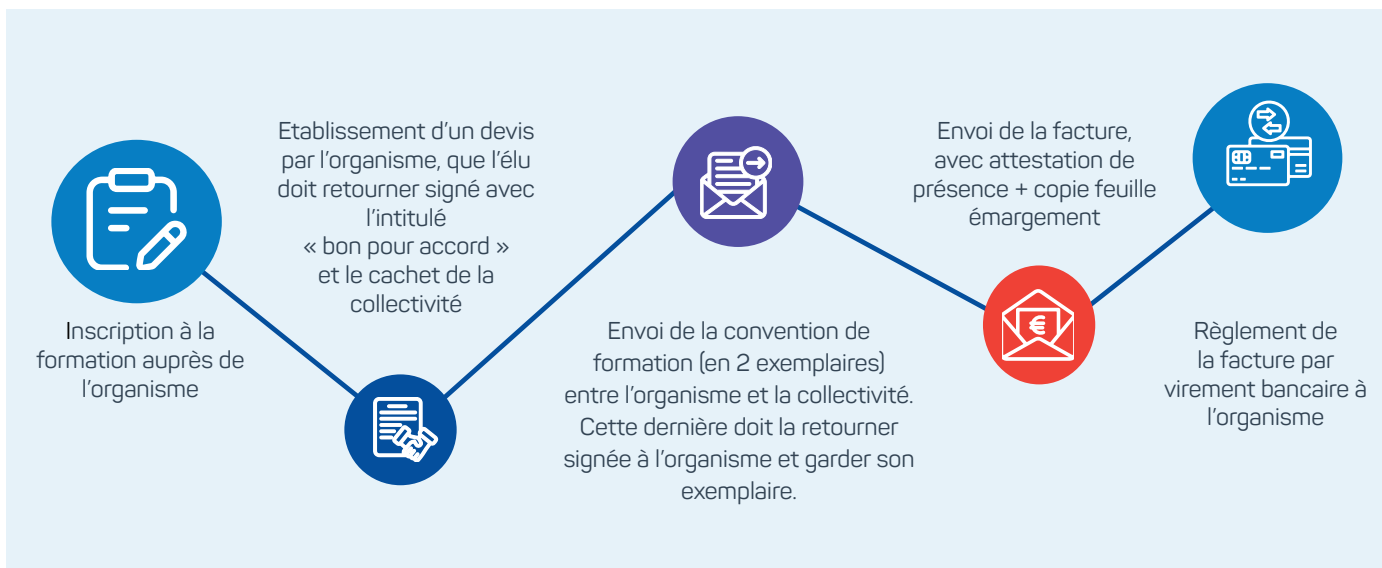 Inscription à la
formation auprès de
l'organisme
Etablissement d'un devis
par l'organisme, que l'élu
doit retourner signé avec
l'intitulé
« bon pour accord »
et le cachet de la
collectivité
Envoi de la convention de
formation (en 2 exemplaires)
entre l'organisme et la collectivité.
Cette dernière doit la retourner
signée à l'organisme et garder son
exemplaire.
Envoi de la facture,
avec attestation de
présence + copie feuille
émargement
€
Règlement de
la facture par
virement bancaire à
l'organisme